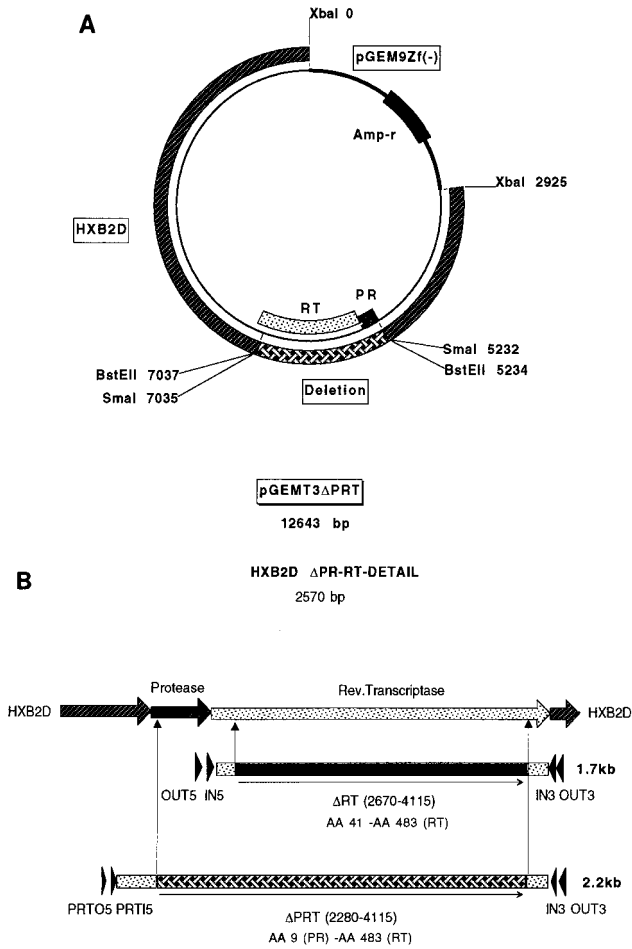 A
XbaI 0
pGEM9Zf(-)
Amp-r
XbaI 2925
HXB2D
RT
PR
SmaI 5232
BstEII 5234
BstEII 7037
SmaI 7035
Deletion
pGEMT3ΔPRT
12643 bp
B
HXB2D ΔPR-RT-DETAIL
2570 bp
Protease
Rev.Transcriptase
HXB2D
HXB2D
1.7kb
OUT5 IN5
IN3 OUT3
ΔRT (2670-4115)
AA 41 -AA 483 (RT)
2.2kb
PRTO5 PRTI5
IN3 OUT3
ΔPRT (2280-4115)
AA 9 (PR) -AA 483 (RT)